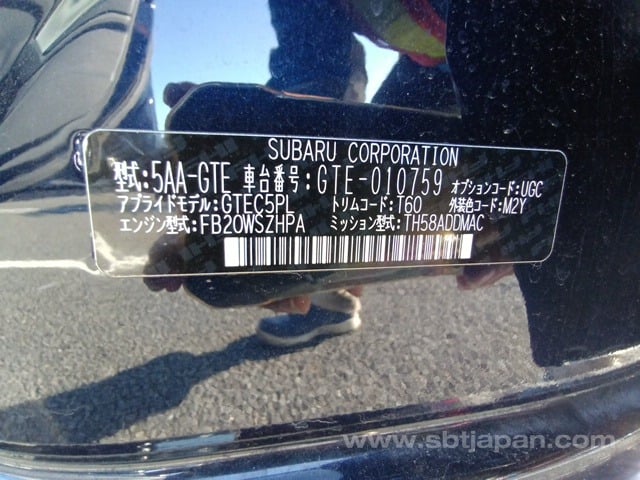 SUBARU CORPORATION
型式:5AA-GTE 車台番号:GTE-010759 オプションコード:UGC
アプライドモデル:GTEC5PL トリムコード:T60 外装色コード:M2Y
エンジン型式:FB20WSZHPA ミッション型式:TH58ADDMAC
www.sbtjapan.com